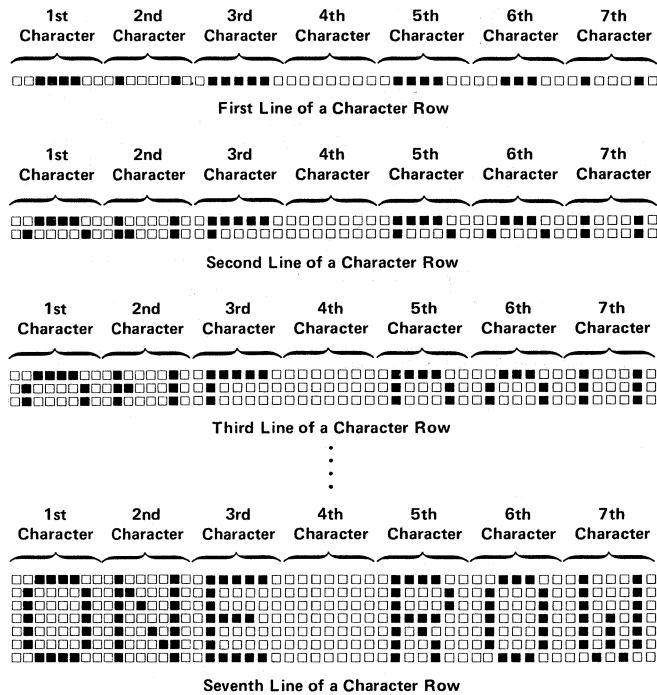 1st 2nd 3rd 4th 5th 6th 7th
Character Character Character Character Character Character Character
First Line of a Character Row
1st 2nd 3rd 4th 5th 6th 7th
Character Character Character Character Character Character Character
Second Line of a Character Row
1st 2nd 3rd 4th 5th 6th 7th
Character Character Character Character Character Character Character
Third Line of a Character Row
1st 2nd 3rd 4th 5th 6th 7th
Character Character Character Character Character Character Character
ONE ROW
Seventh Line of a Character Row